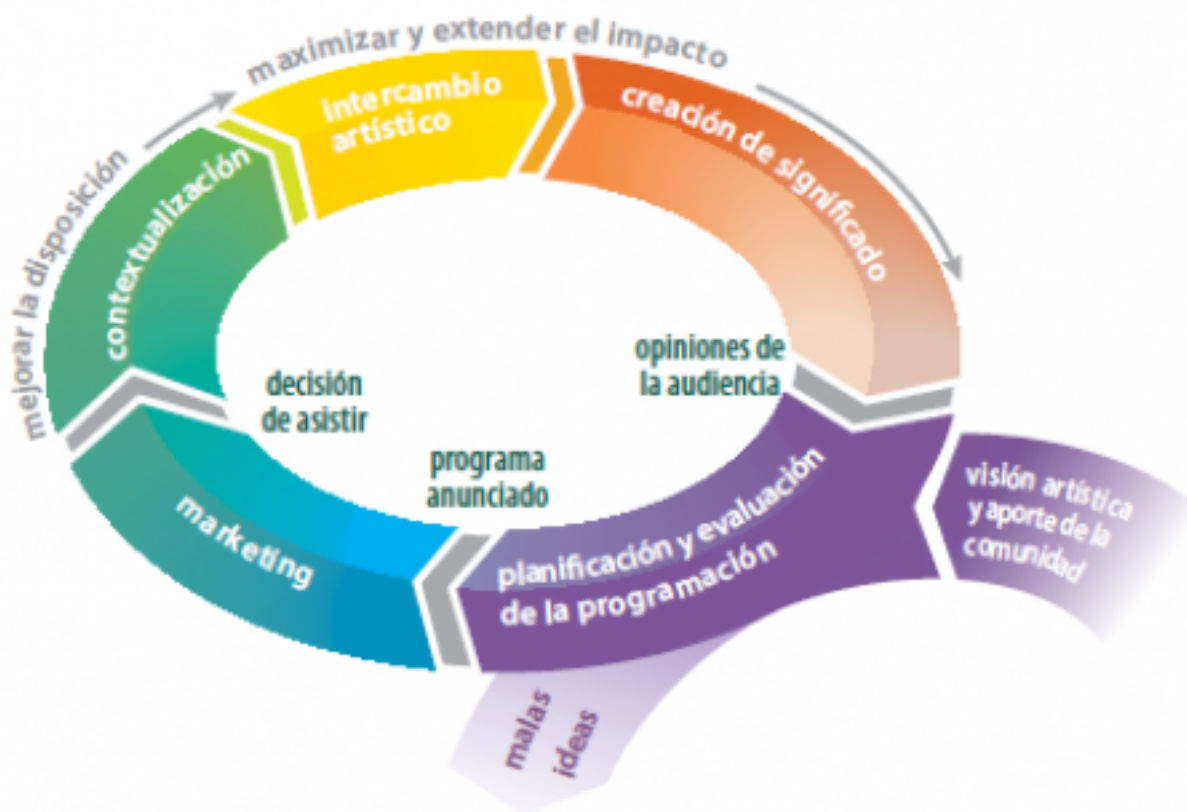 maximizar y extender el impacto
mejorar la disposición
intercambio
artístico
creación de significado
contextualización
opiniones de
la audiencia
decisión
de asistir
programa
anunciado
marketing
planificación y evaluación
de la programación
visión artística
y aporte de la
comunidad
malas
ideas